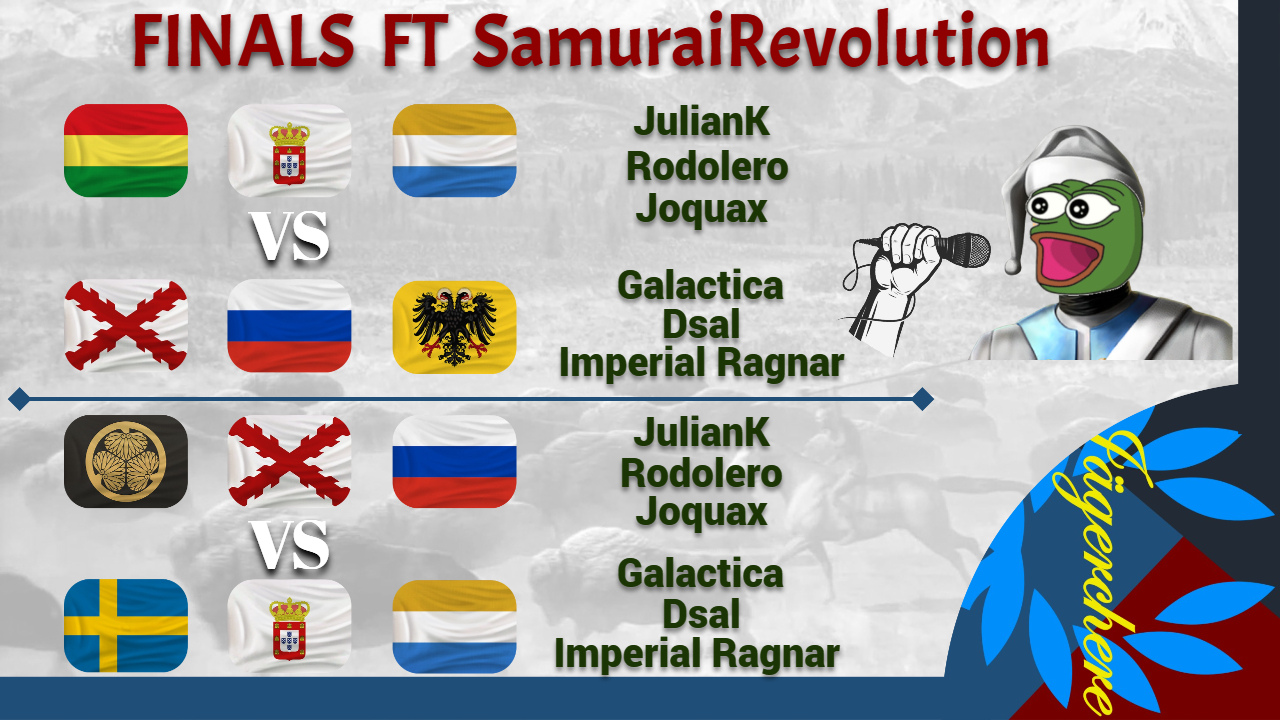 FINALS FT SamuraiRevolution
JulianK
Rodolero
Joquax
VS
Galactica
Dsal
Imperial Ragnar
JulianK
Rodolero
Joquax
VS
Galactica
Dsal
Imperial Ragnar
Jägerchere